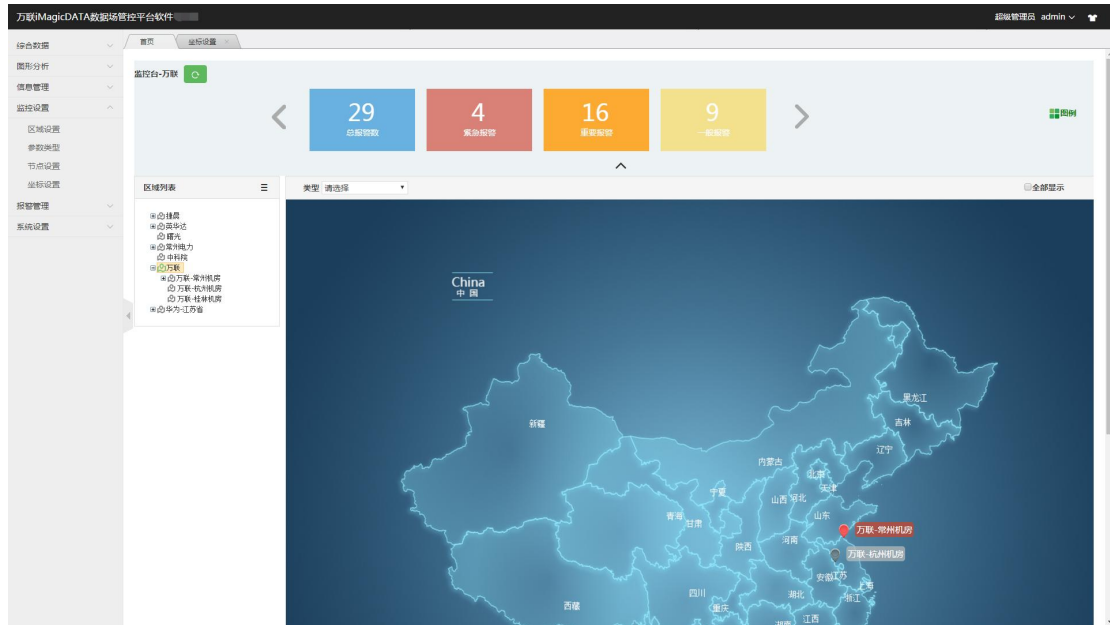 万联iMagicDATA数据场管控平台软件
超级管理员 admin
综合数据
图形分析
信息管理
监控设置
区域设置
参数类型
节点设置
坐标设置
报警管理
系统设置
首页
坐标设置
监控台-万联
29
总报警数
4
紧急报警
16
重要报警
9
一般报警
图例
区域列表
类型 请选择
全部显示
捷晨
英华达
曙光
常州电力
中科院
万联
万联-常州机房
万联-杭州机房
万联-桂林机房
华为-江苏省
China
中 国
黑龙江
吉林
新疆
辽宁
内蒙古
北京
天津
宁夏
山西
河北
青海
甘肃
山东
万联-常州机房
陕西
河南
万联-杭州机房
安徽
江苏
上海
四川
湖北
浙江
西藏
重庆
湖南
江西